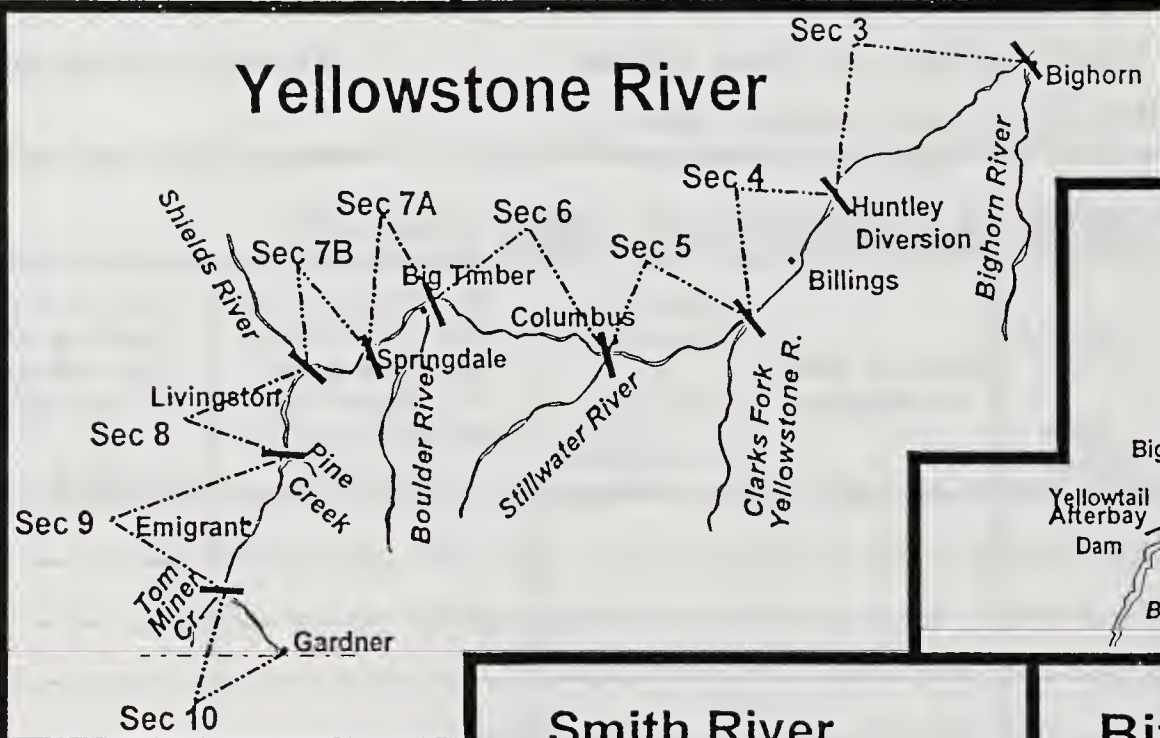 Yellowstone River
Sec 3
Bighorn
Bighorn River
Sec 4
Huntley
Diversion
Billings
Sec 7A
Sec 6
Sec 5
Shields River
Sec 7B
Big Timber
Columbus
Springdale
Livingston
Sec 8
Boulder River
Stillwater River
Clarks Fork
Yellowstone R.
Pine
Creek
Sec 9
Emigrant
Tom
Miner
Cr.
Gardner
Sec 10
Big
Yellowtail
Afterbay
Dam
B
Smith River